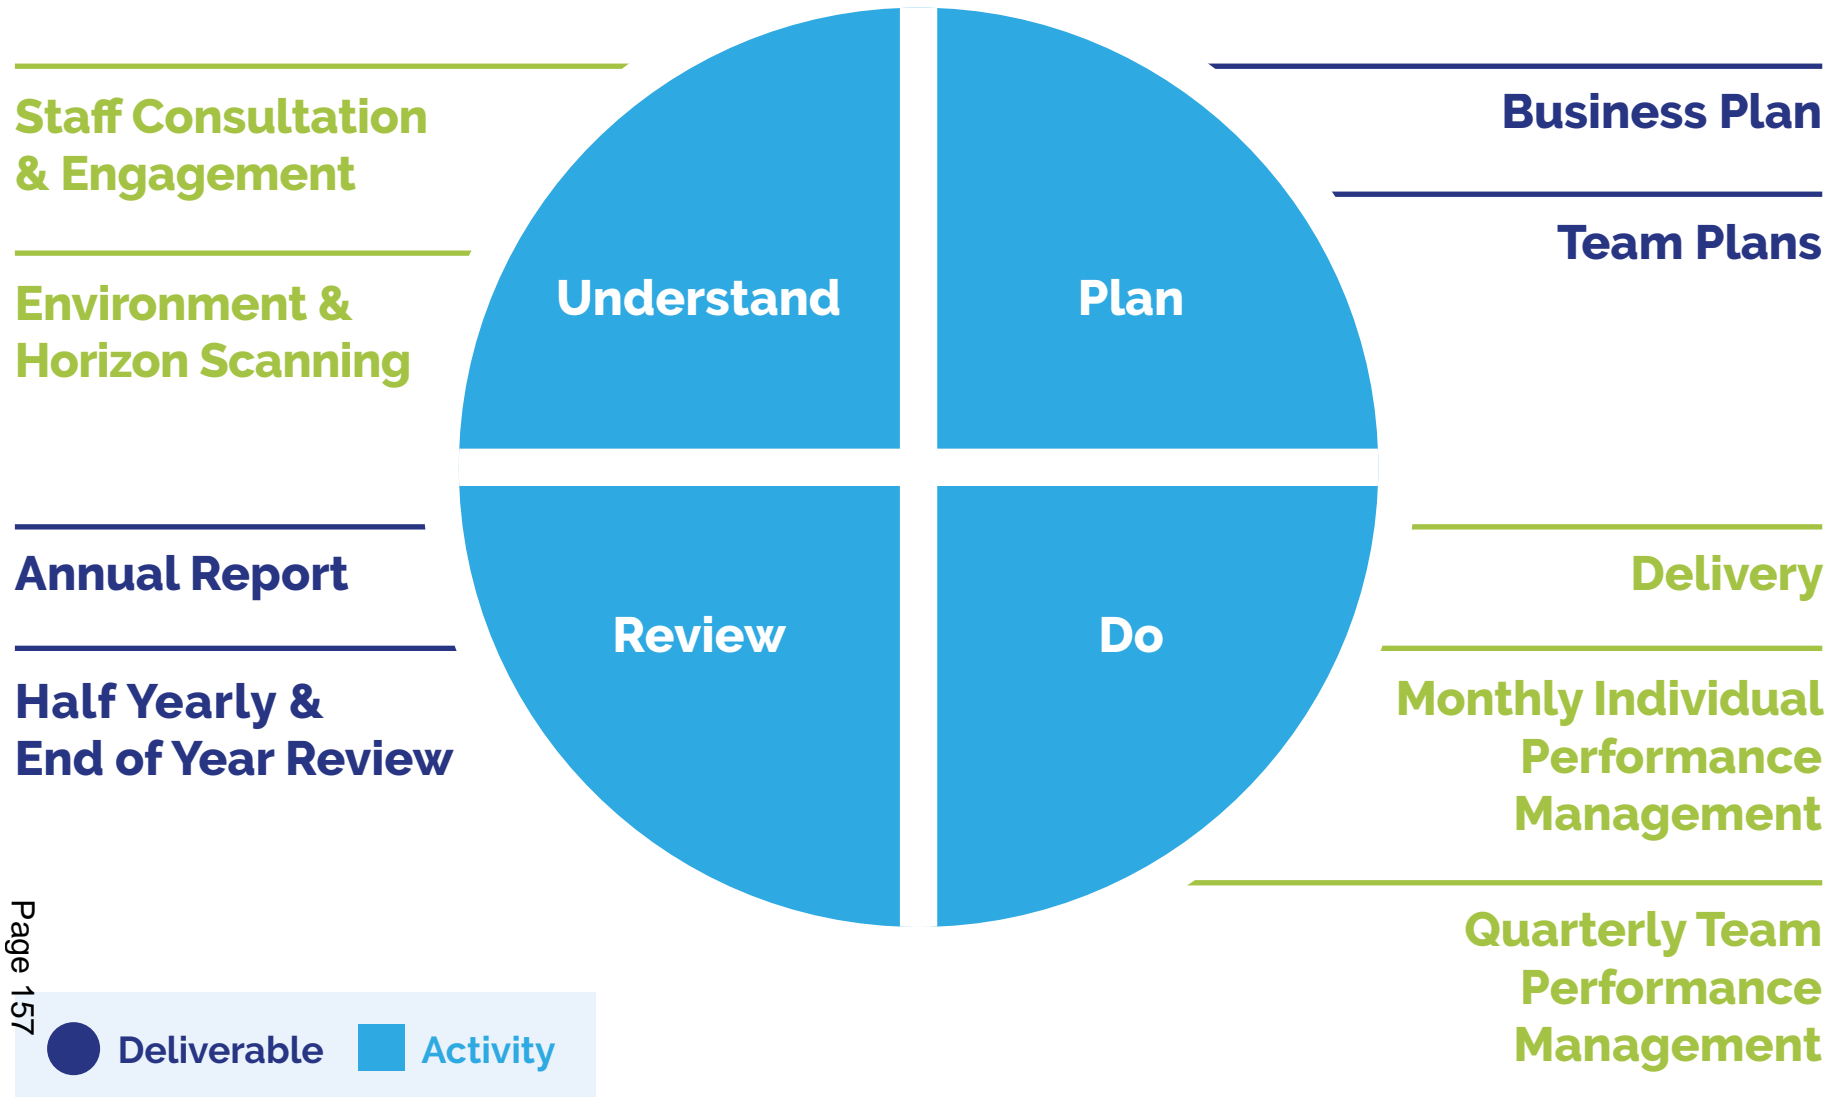 Staff Consultation
& Engagement
Environment &
Horizon Scanning
Understand
Plan
Business Plan
Team Plans
Annual Report
Half Yearly &
End of Year Review
Review
Do
Delivery
Monthly Individual
Performance
Management
Quarterly Team
Performance
Management
Page 157
Deliverable
Activity